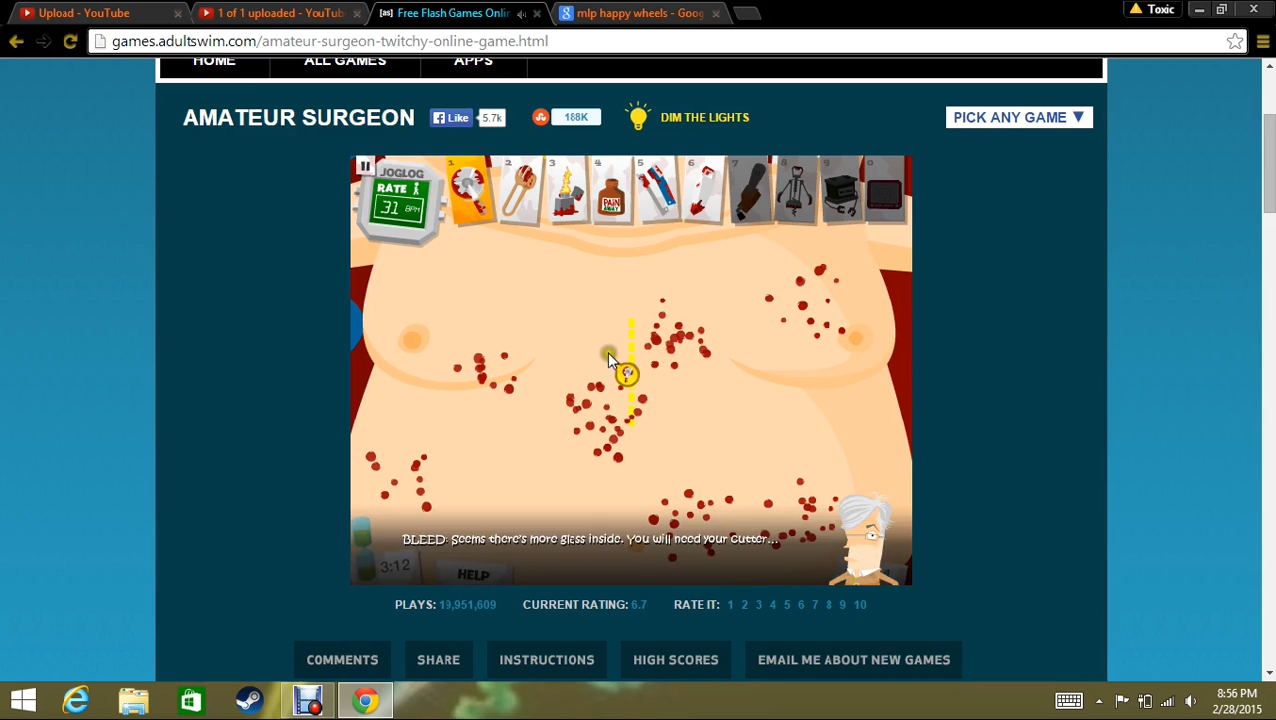 Upload - YouTube
1 of 1 uploaded - YouTub
Free Flash Games Onlin
mlp happy wheels - Goog
Toxic
games.adultswim.com/amateur-surgeon-twitchy-online-game.html
HOME
ALL GAMES
APPS
AMATEUR SURGEON
Like
5.7k
188K
DIM THE LIGHTS
PICK ANY GAME ▼
JOGLOG
RATE
31 BPM
1 2 3 4 5 6 7 8 9 0
PAIN AWAY
BLEED: Seems there's more glass inside. You will need your Cutter...
3:12
HELP
PLAYS: 19,951,609
CURRENT RATING: 6.7
RATE IT: 1 2 3 4 5 6 7 8 9 10
COMMENTS
SHARE
INSTRUCTIONS
HIGH SCORES
EMAIL ME ABOUT NEW GAMES
8:56 PM
2/28/2015